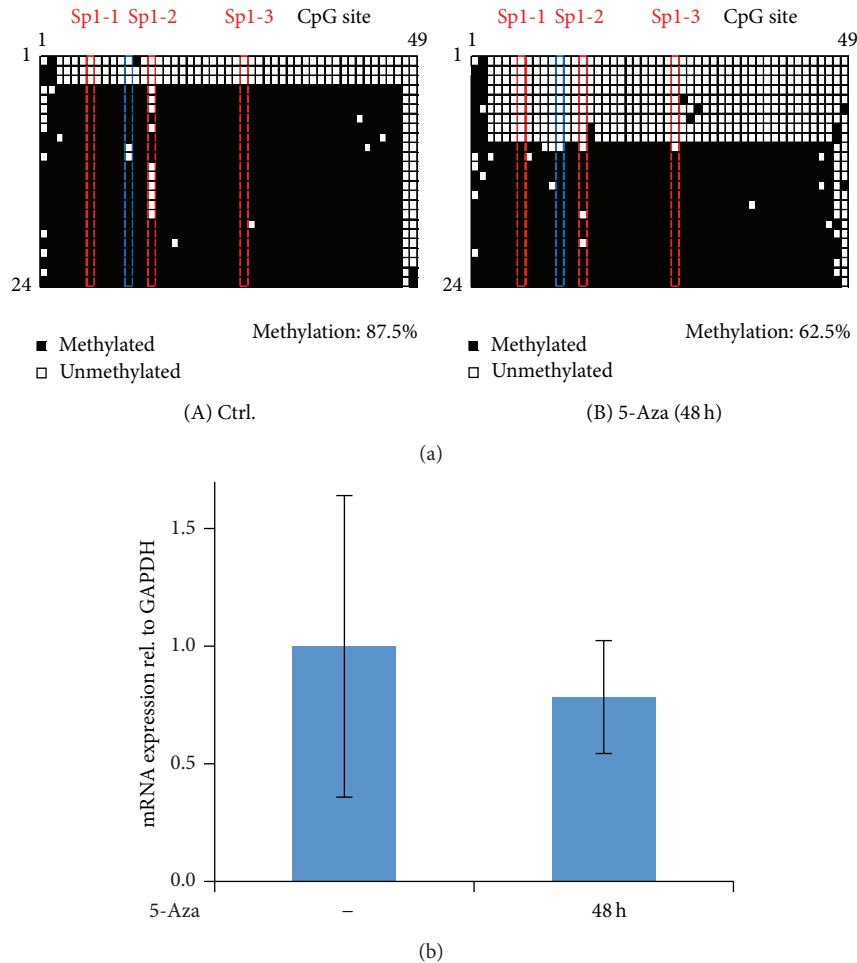 Sp1-1 Sp1-2 Sp1-3 CpG site
1 49
1
24
Methylated
Unmethylated
Methylation: 87.5%
(A) Ctrl.
Sp1-1 Sp1-2 Sp1-3 CpG site
1 49
1
24
Methylated
Unmethylated
Methylation: 62.5%
(B) 5-Aza (48 h)
(a)
mRNA expression rel. to GAPDH
1.5
1.0
0.5
0.0
5-Aza – 48 h
(b)